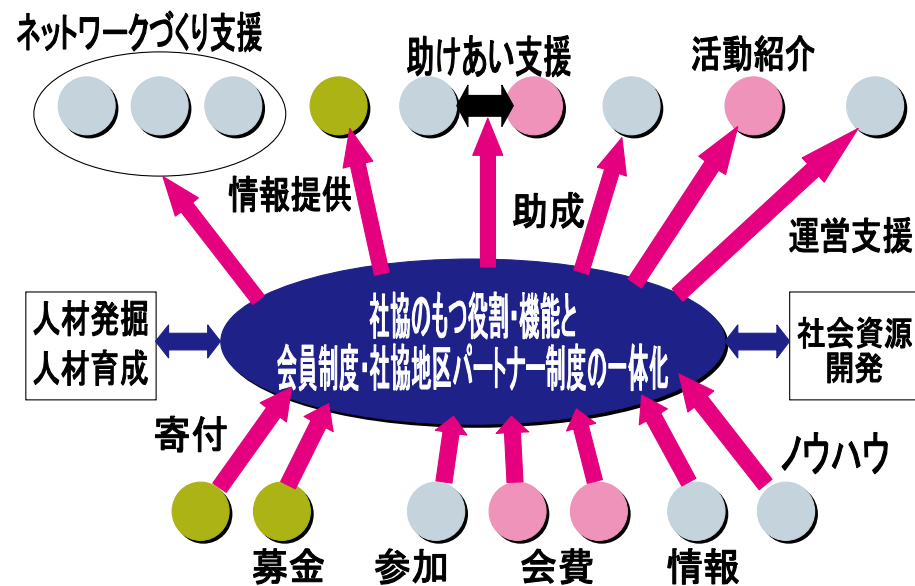 ネットワークづくり支援
助けあい支援
活動紹介
情報提供
助成
運営支援
社協のもつ役割・機能と
会員制度・社協地区パートナー制度の一体化
人材発掘
人材育成
社会資源
開発
寄付
ノウハウ
募金
参加
会費
情報